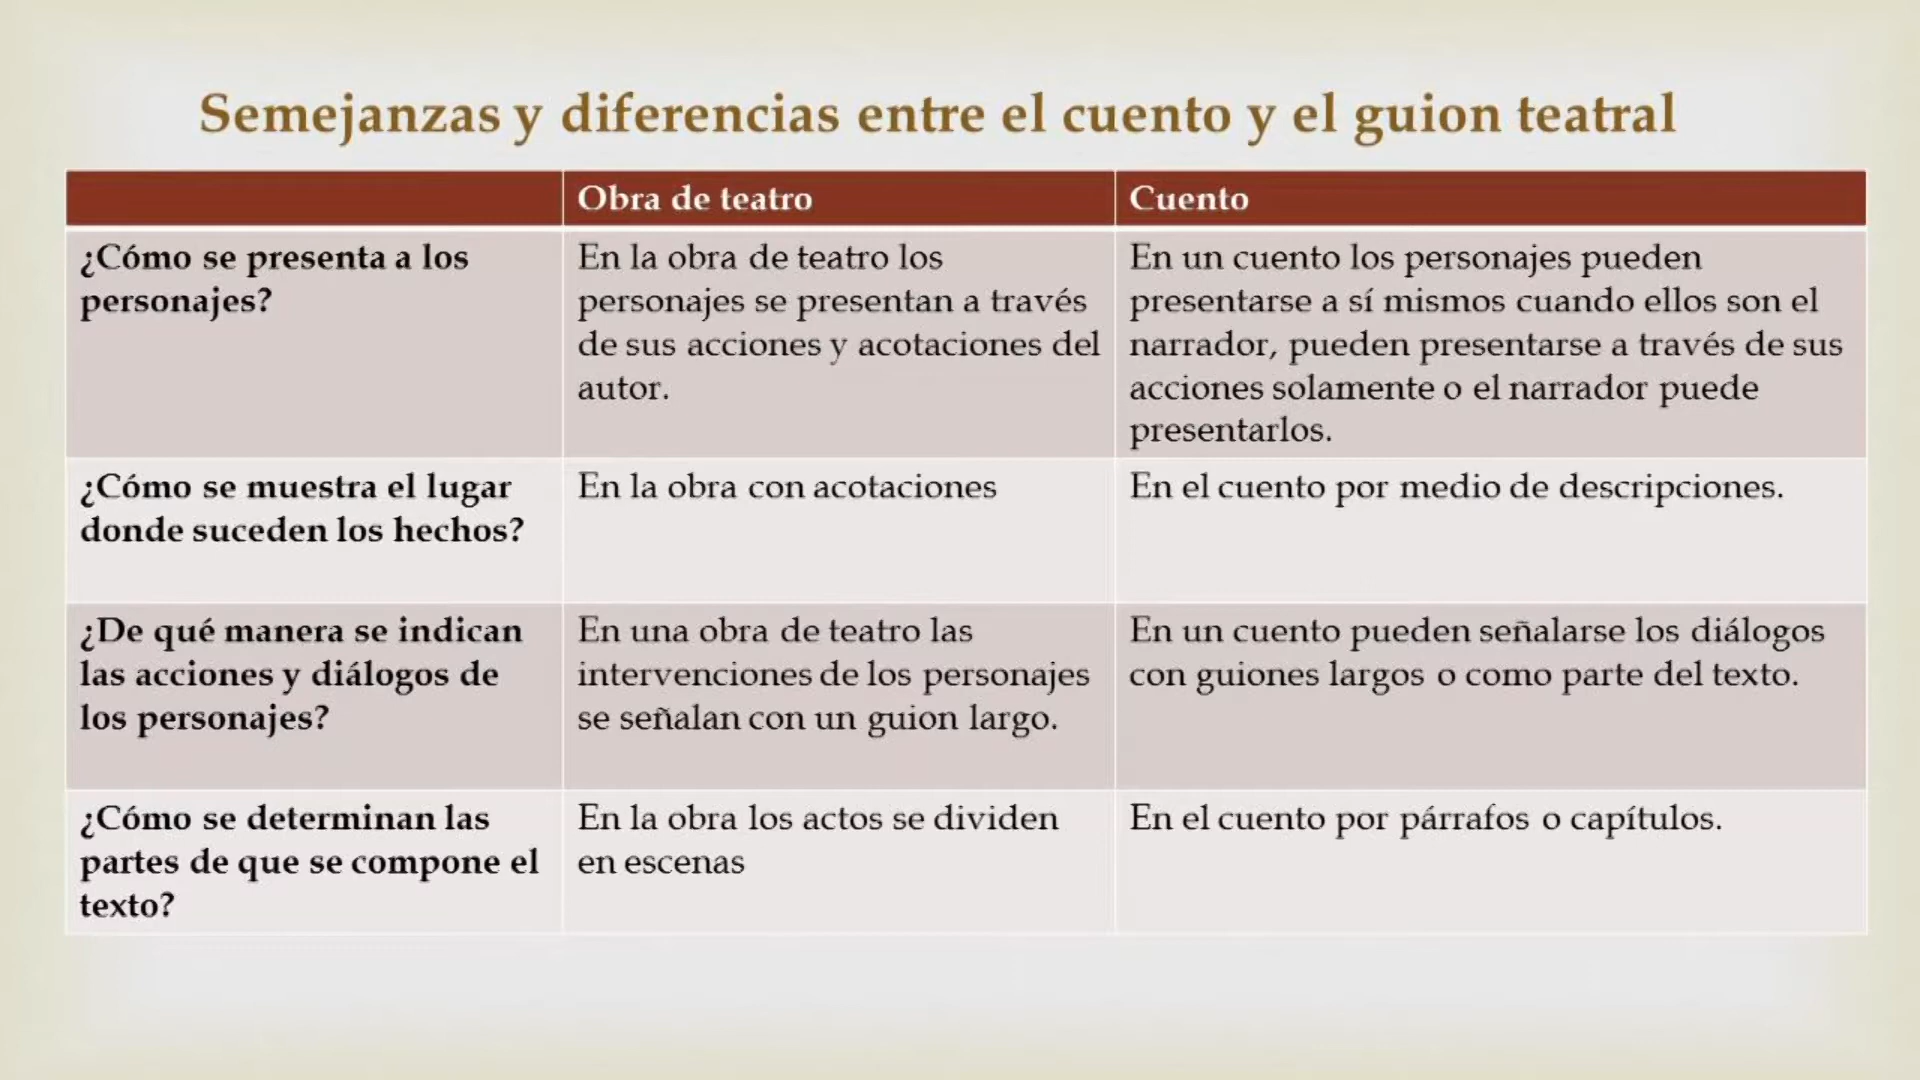 Semejanzas y diferencias entre el cuento y el guion teatral
Obra de teatro
Cuento
¿Cómo se presenta a los
personajes?
En la obra de teatro los
personajes se presentan a través
de sus acciones y acotaciones del
autor.
En un cuento los personajes pueden
presentarse a sí mismos cuando ellos son el
narrador, pueden presentarse a través de sus
acciones solamente o el narrador puede
presentarlos.
¿Cómo se muestra el lugar
donde suceden los hechos?
En la obra con acotaciones
En el cuento por medio de descripciones.
¿De qué manera se indican
las acciones y diálogos de
los personajes?
En una obra de teatro las
intervenciones de los personajes
se señalan con un guion largo.
En un cuento pueden señalarse los diálogos
con guiones largos o como parte del texto.
¿Cómo se determinan las
partes de que se compone el
texto?
En la obra los actos se dividen
en escenas
En el cuento por párrafos o capítulos.